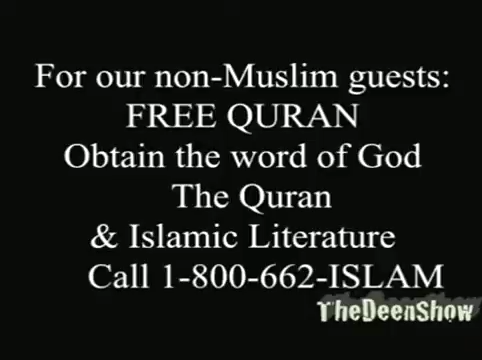 For our non-Muslim guests:
FREE QURAN
Obtain the word of God
The Quran
& Islamic Literature
Call 1-800-662-ISLAM
TheDeenShow